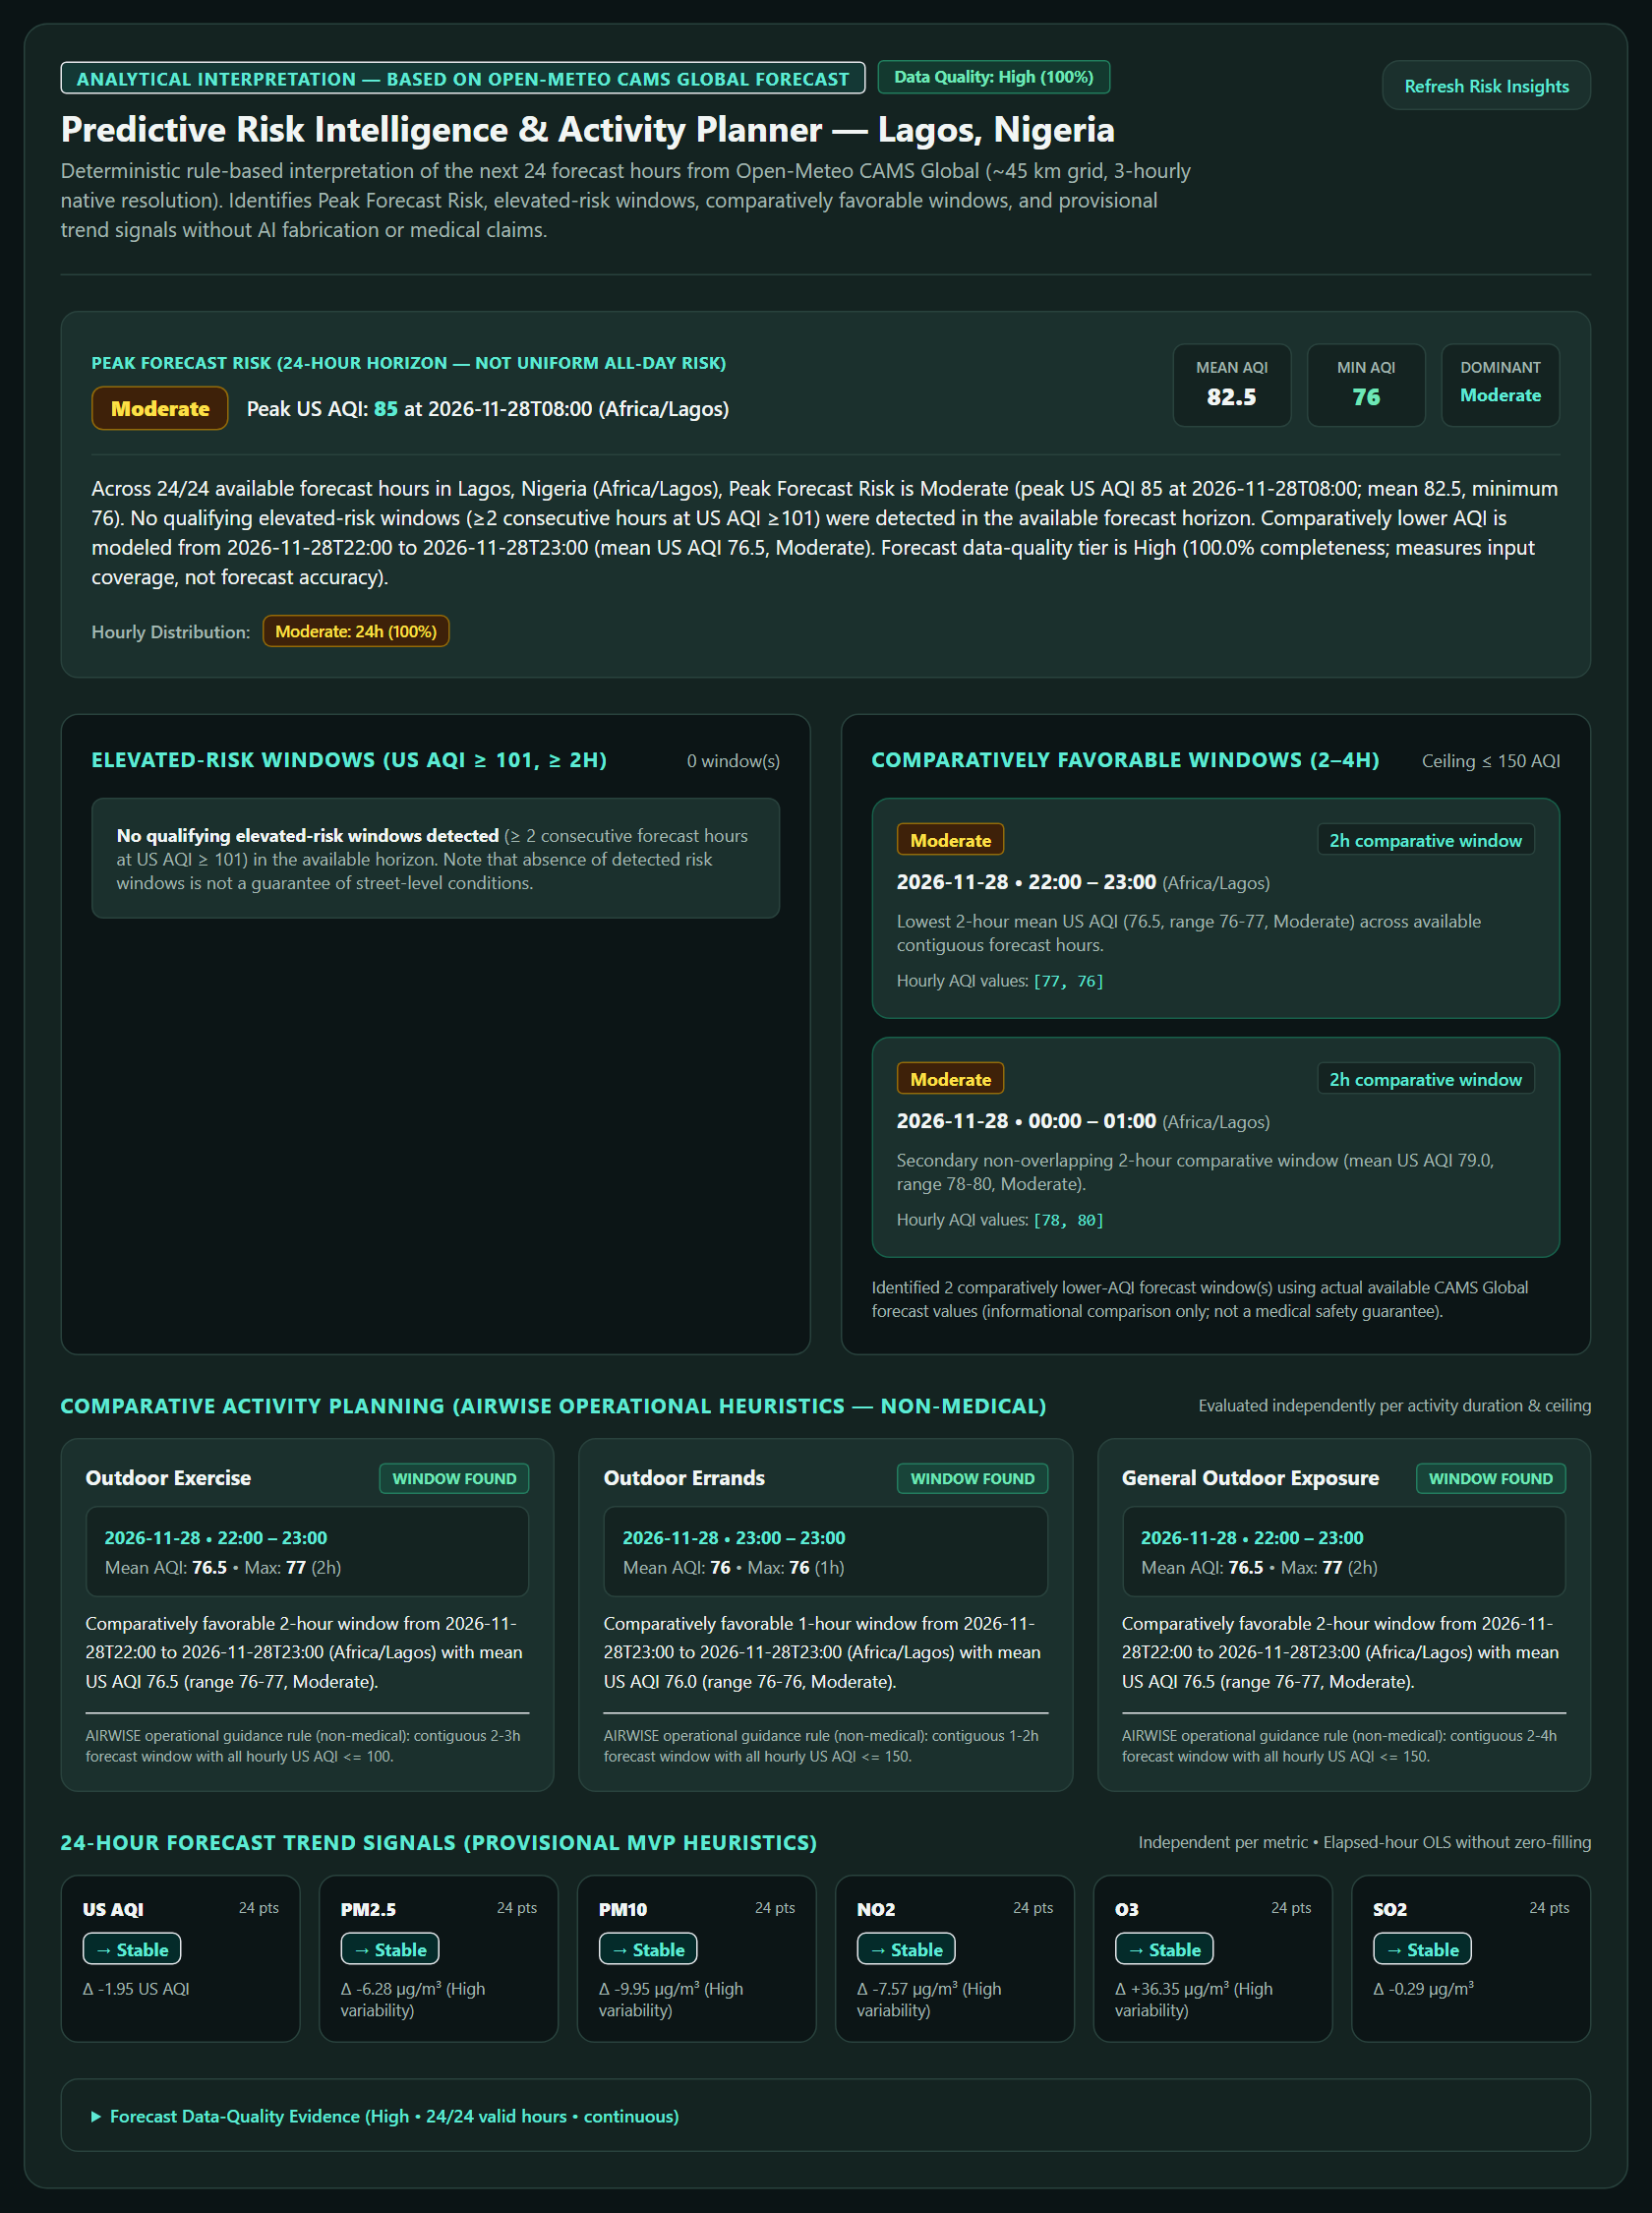 ANALYTICAL INTERPRETATION — BASED ON OPEN-METEO CAMS GLOBAL FORECAST
Data Quality: High (100%)
Refresh Risk Insights
Predictive Risk Intelligence & Activity Planner — Lagos, Nigeria
Deterministic rule-based interpretation of the next 24 forecast hours from Open-Meteo CAMS Global (~45 km grid, 3-hourly
native resolution). Identifies Peak Forecast Risk, elevated-risk windows, comparatively favorable windows, and provisional
trend signals without AI fabrication or medical claims.
PEAK FORECAST RISK (24-HOUR HORIZON — NOT UNIFORM ALL-DAY RISK)
Moderate
Peak US AQI: 85 at 2026-11-28T08:00 (Africa/Lagos)
MEAN AQI
82.5
MIN AQI
76
DOMINANT
Moderate
Across 24/24 available forecast hours in Lagos, Nigeria (Africa/Lagos), Peak Forecast Risk is Moderate (peak US AQI 85 at 2026-11-28T08:00; mean 82.5, minimum
76). No qualifying elevated-risk windows (≥2 consecutive hours at US AQI ≥101) were detected in the available forecast horizon. Comparatively lower AQI is
modeled from 2026-11-28T22:00 to 2026-11-28T23:00 (mean US AQI 76.5, Moderate). Forecast data-quality tier is High (100.0% completeness; measures input
coverage, not forecast accuracy).
Hourly Distribution:
Moderate: 24h (100%)
ELEVATED-RISK WINDOWS (US AQI ≥ 101, ≥ 2H)
0 window(s)
No qualifying elevated-risk windows detected (≥ 2 consecutive forecast hours
at US AQI ≥ 101) in the available horizon. Note that absence of detected risk
windows is not a guarantee of street-level conditions.
COMPARATIVELY FAVORABLE WINDOWS (2–4H)
Ceiling ≤ 150 AQI
Moderate
2h comparative window
2026-11-28 • 22:00 – 23:00 (Africa/Lagos)
Lowest 2-hour mean US AQI (76.5, range 76-77, Moderate) across available
contiguous forecast hours.
Hourly AQI values: [77, 76]
Moderate
2h comparative window
2026-11-28 • 00:00 – 01:00 (Africa/Lagos)
Secondary non-overlapping 2-hour comparative window (mean US AQI 79.0,
range 78-80, Moderate).
Hourly AQI values: [78, 80]
Identified 2 comparatively lower-AQI forecast window(s) using actual available CAMS Global
forecast values (informational comparison only; not a medical safety guarantee).
COMPARATIVE ACTIVITY PLANNING (AIRWISE OPERATIONAL HEURISTICS — NON-MEDICAL)
Evaluated independently per activity duration & ceiling
Outdoor Exercise
WINDOW FOUND
2026-11-28 • 22:00 – 23:00
Mean AQI: 76.5 • Max: 77 (2h)
Comparatively favorable 2-hour window from 2026-11-
28T22:00 to 2026-11-28T23:00 (Africa/Lagos) with mean
US AQI 76.5 (range 76-77, Moderate).
AIRWISE operational guidance rule (non-medical): contiguous 2-3h
forecast window with all hourly US AQI <= 100.
Outdoor Errands
WINDOW FOUND
2026-11-28 • 23:00 – 23:00
Mean AQI: 76 • Max: 76 (1h)
Comparatively favorable 1-hour window from 2026-11-
28T23:00 to 2026-11-28T23:00 (Africa/Lagos) with mean
US AQI 76.0 (range 76-76, Moderate).
AIRWISE operational guidance rule (non-medical): contiguous 1-2h
forecast window with all hourly US AQI <= 150.
General Outdoor Exposure
WINDOW FOUND
2026-11-28 • 22:00 – 23:00
Mean AQI: 76.5 • Max: 77 (2h)
Comparatively favorable 2-hour window from 2026-11-
28T22:00 to 2026-11-28T23:00 (Africa/Lagos) with mean
US AQI 76.5 (range 76-77, Moderate).
AIRWISE operational guidance rule (non-medical): contiguous 2-4h
forecast window with all hourly US AQI <= 150.
24-HOUR FORECAST TREND SIGNALS (PROVISIONAL MVP HEURISTICS)
Independent per metric • Elapsed-hour OLS without zero-filling
US AQI
24 pts
→ Stable
Δ -1.95 US AQI
PM2.5
24 pts
→ Stable
Δ -6.28 µg/m³ (High
variability)
PM10
24 pts
→ Stable
Δ -9.95 µg/m³ (High
variability)
NO2
24 pts
→ Stable
Δ -7.57 µg/m³ (High
variability)
O3
24 pts
→ Stable
Δ +36.35 µg/m³ (High
variability)
SO2
24 pts
→ Stable
Δ -0.29 µg/m³
▶ Forecast Data-Quality Evidence (High • 24/24 valid hours • continuous)